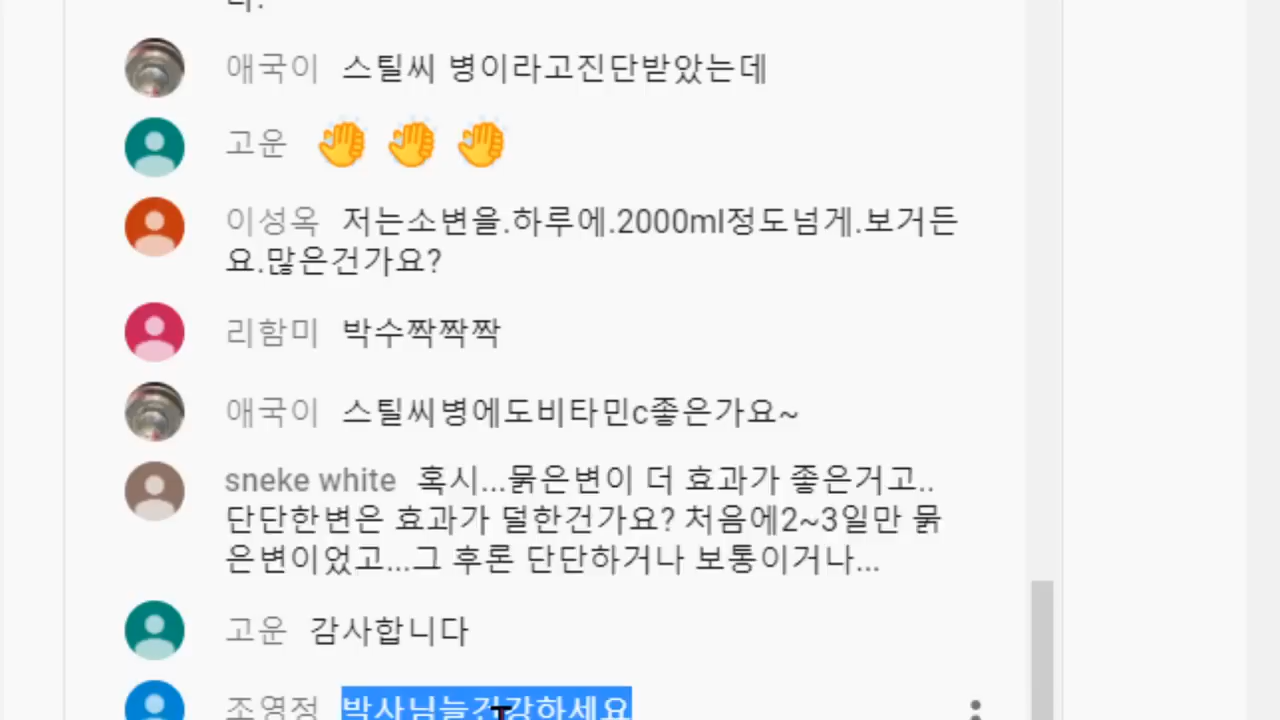 애국이 스틸씨 병이라고진단받았는데
고운 👏 👏 👏
이성옥 저는소변을.하루에.2000ml정도넘게.보거든
요.많은건가요?
리함미 박수짝짝짝
애국이 스틸씨병에도비타민c좋은가요~
sneke white 혹시...묽은변이 더 효과가 좋은거고..
단단한변은 효과가 덜한건가요? 처음에2~3일만 묽
은변이었고...그 후론 단단하거나 보통이거나...
고운 감사합니다
조영정 박사님늘건강하세요